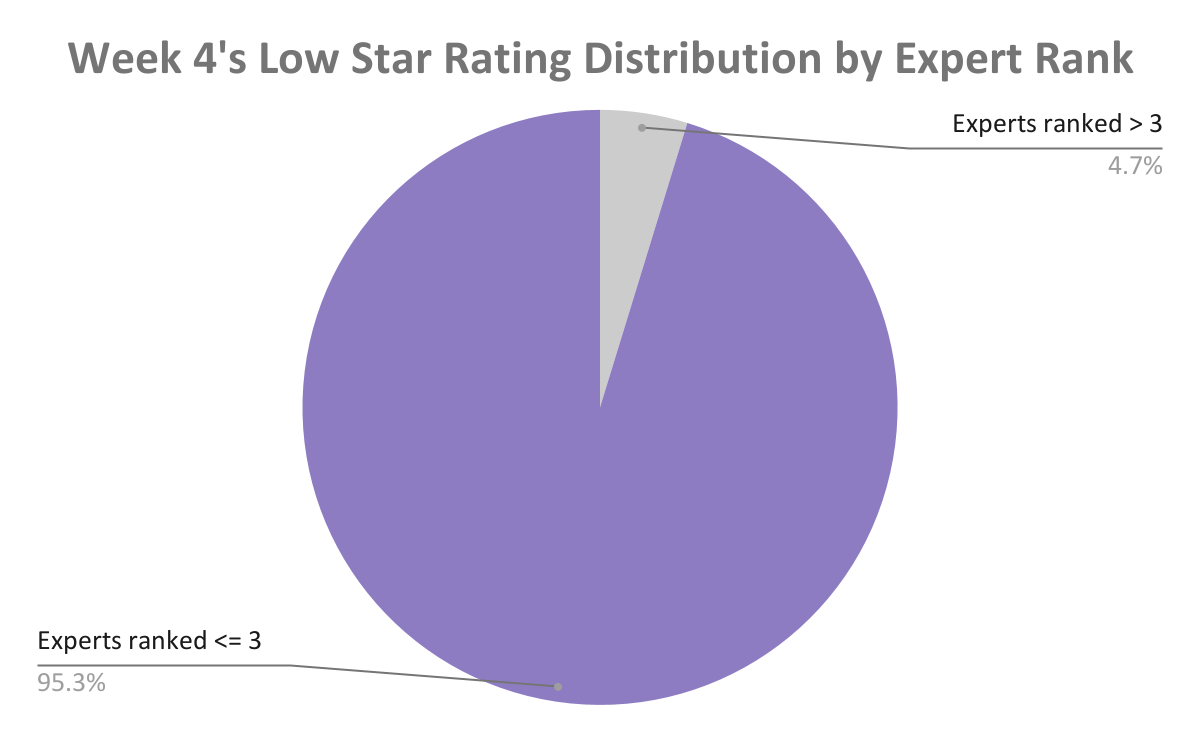 Week 4's Low Star Rating Distribution by Expert Rank
Experts ranked > 3
4.7%
Experts ranked <= 3
95.3%